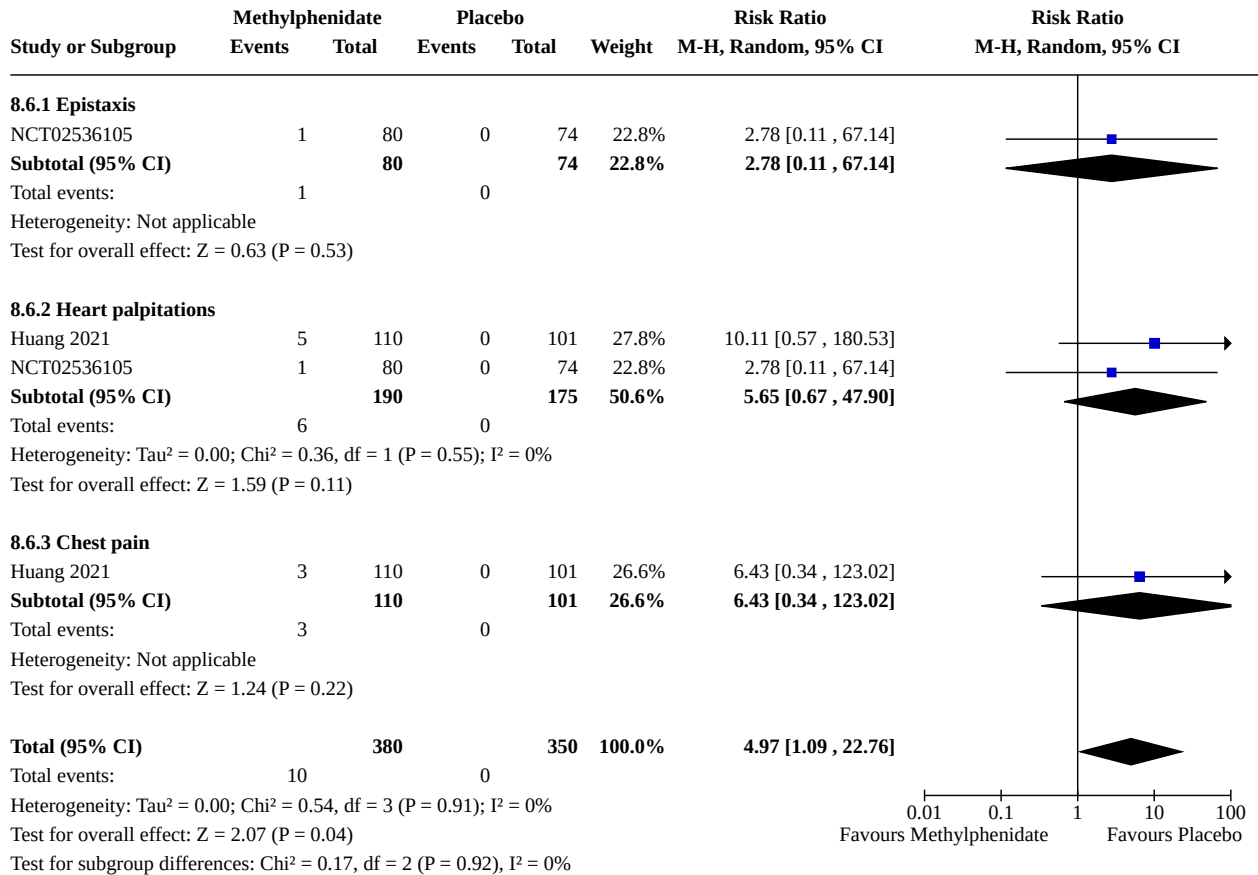 Methylphenidate Placebo Risk Ratio Risk Ratio
Study or Subgroup Events Total Events Total Weight M-H, Random, 95% CI M-H, Random, 95% CI
8.6.1 Epistaxis
NCT02536105 1 80 0 74 22.8% 2.78 [0.11 , 67.14]
Subtotal (95% CI) 80 74 22.8% 2.78 [0.11 , 67.14]
Total events: 1 0
Heterogeneity: Not applicable
Test for overall effect: Z = 0.63 (P = 0.53)
8.6.2 Heart palpitations
Huang 2021 5 110 0 101 27.8% 10.11 [0.57 , 180.53]
NCT02536105 1 80 0 74 22.8% 2.78 [0.11 , 67.14]
Subtotal (95% CI) 190 175 50.6% 5.65 [0.67 , 47.90]
Total events: 6 0
Heterogeneity: Tau² = 0.00; Chi² = 0.36, df = 1 (P = 0.55); I² = 0%
Test for overall effect: Z = 1.59 (P = 0.11)
8.6.3 Chest pain
Huang 2021 3 110 0 101 26.6% 6.43 [0.34 , 123.02]
Subtotal (95% CI) 110 101 26.6% 6.43 [0.34 , 123.02]
Total events: 3 0
Heterogeneity: Not applicable
Test for overall effect: Z = 1.24 (P = 0.22)
Total (95% CI) 380 350 100.0% 4.97 [1.09 , 22.76]
Total events: 10 0
Heterogeneity: Tau² = 0.00; Chi² = 0.54, df = 3 (P = 0.91); I² = 0%
Test for overall effect: Z = 2.07 (P = 0.04)
Test for subgroup differences: Chi² = 0.17, df = 2 (P = 0.92), I² = 0%
0.01 0.1 1 10 100
Favours Methylphenidate Favours Placebo